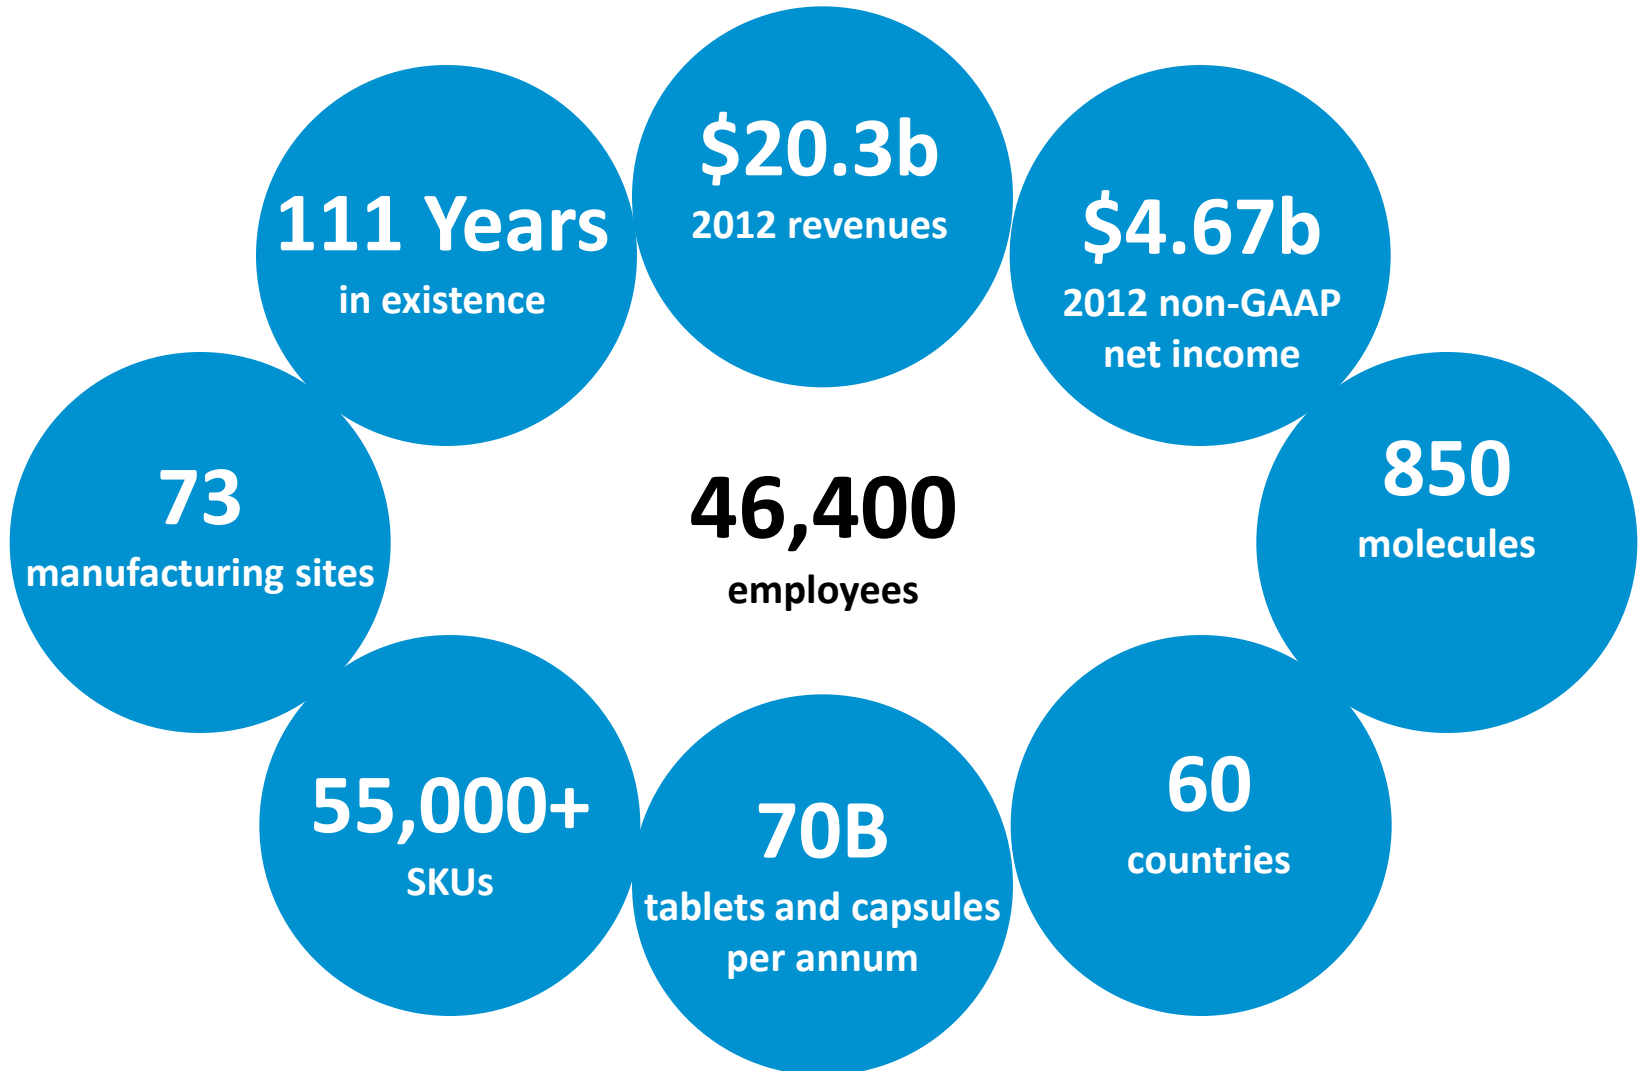 $20.3b
2012 revenues
111 Years
in existence
$4.67b
2012 non-GAAP
net income
73
manufacturing sites
46,400
employees
850
molecules
55,000+
SKUs
70B
tablets and capsules
per annum
60
countries